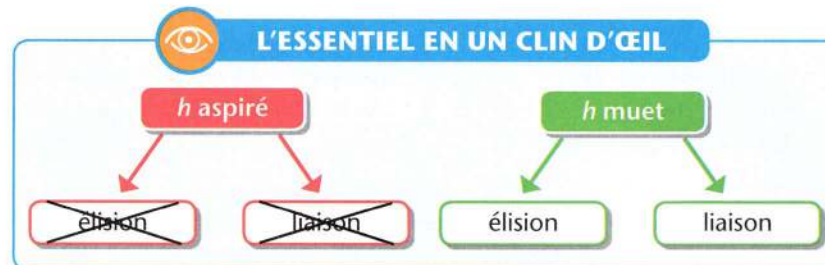 L'ESSENTIEL EN UN CLIN D'ŒIL
h aspiré
h muet
élision
liaison
élision
liaison